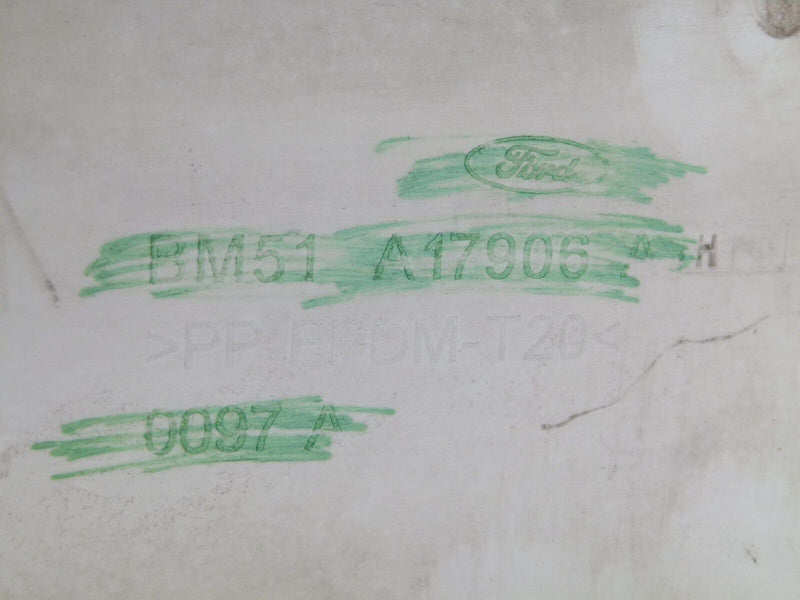 Ford
BM51 A17906 A H
>PP-EPDM-T20<
0097 A